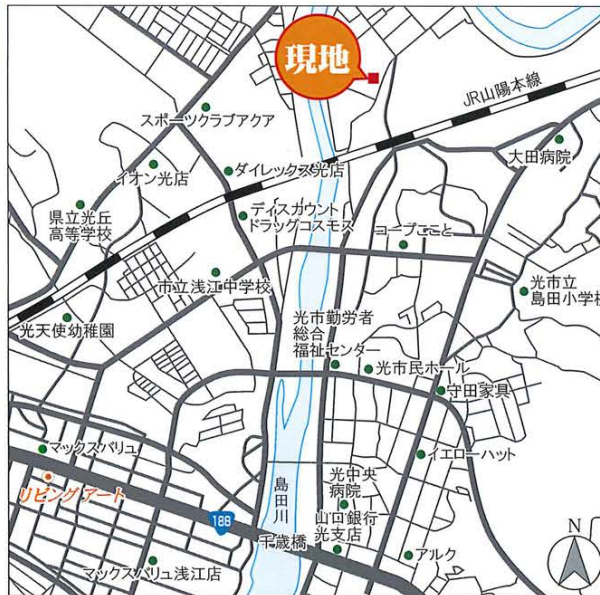 現地
JR山陽本線
スポーツクラブアクア
大田病院
イオン光店
ダイレックス光店
県立光丘
高等学校
ディスカウント
ドラッグコスモス
コープこと
市立浅江中学校
光市立
島田小学校
光天使幼稚園
光市勤労者
総合
福祉センター
光市民ホール
守田家具
マックスバリュ
イエローハット
リビングアート
島田川
光中央
病院
188
山口銀行
光支店
千歳橋
アルク
マックスバリュ浅江店
N